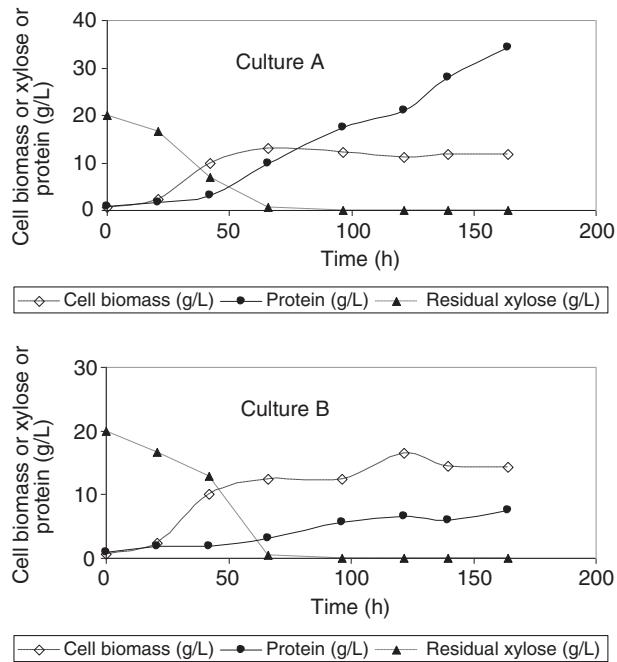 Cell biomass or xylose or
protein (g/L)
40
30
20
10
0
Culture A
0
50
100
150
200
Time (h)
Cell biomass (g/L)
Protein (g/L)
Residual xylose (g/L)
Cell biomass or xylose or
protein (g/L)
30
20
10
0
Culture B
0
50
100
150
200
Time (h)
Cell biomass (g/L)
Protein (g/L)
Residual xylose (g/L)